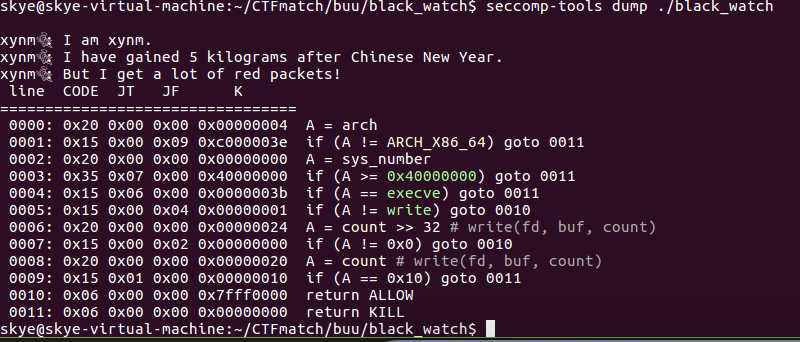 skye@skye-virtual-machine:~/CTFmatch/buu/black_watch$ seccomp-tools dump ./black_watch
xynm I am xynm.
xynm I have gained 5 kilograms after Chinese New Year.
xynm But I get a lot of red packets!
line CODE JT JF K
=================================
0000: 0x20 0x00 0x00 0x00000004 A = arch
0001: 0x15 0x00 0x09 0xc000003e if (A != ARCH_X86_64) goto 0011
0002: 0x20 0x00 0x00 0x00000000 A = sys_number
0003: 0x35 0x07 0x00 0x40000000 if (A >= 0x40000000) goto 0011
0004: 0x15 0x06 0x00 0x0000003b if (A == execve) goto 0011
0005: 0x15 0x00 0x04 0x00000001 if (A != write) goto 0010
0006: 0x20 0x00 0x00 0x00000024 A = count >> 32 # write(fd, buf, count)
0007: 0x15 0x00 0x02 0x00000000 if (A != 0x0) goto 0010
0008: 0x20 0x00 0x00 0x00000020 A = count # write(fd, buf, count)
0009: 0x15 0x01 0x00 0x00000010 if (A == 0x10) goto 0011
0010: 0x06 0x00 0x00 0x7fff0000 return ALLOW
0011: 0x06 0x00 0x00 0x00000000 return KILL
skye@skye-virtual-machine:~/CTFmatch/buu/black_watch$